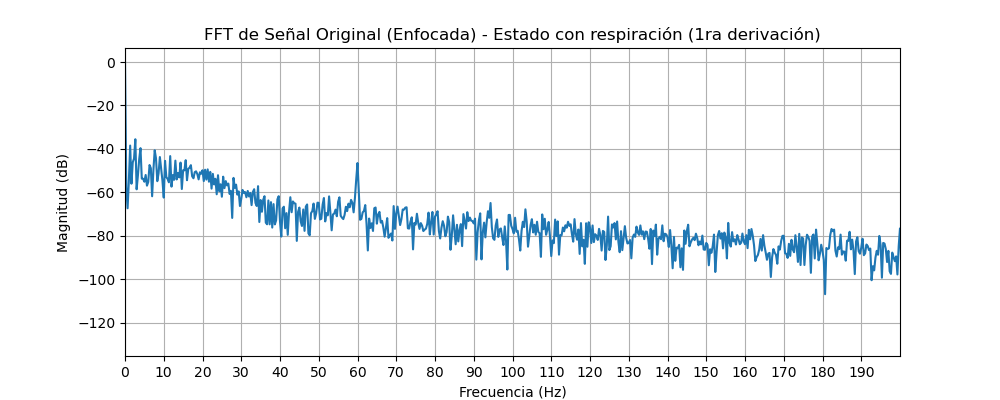 FFT de Señal Original (Enfocada) - Estado con respiración (1ra derivación)
Magnitud (dB)
0
−20
−40
−60
−80
−100
−120
0 10 20 30 40 50 60 70 80 90 100 110 120 130 140 150 160 170 180 190
Frecuencia (Hz)